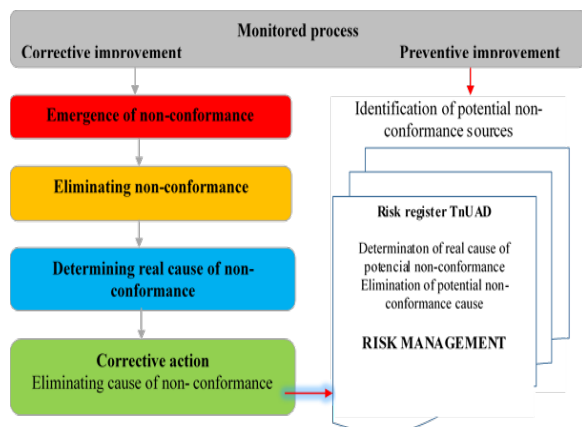 Monitored process
Corrective improvement
Preventive improvement
Emergence of non-conformance
Eliminating non-conformance
Determining real cause of non-
conformance
Corrective action
Eliminating cause of non- conformance
Identification of potential non-
conformance sources
Risk register TnUAD
Determinaton of real cause of
potencial non-conformance
Elimination of potential non-
conformance cause
RISK MANAGEMENT